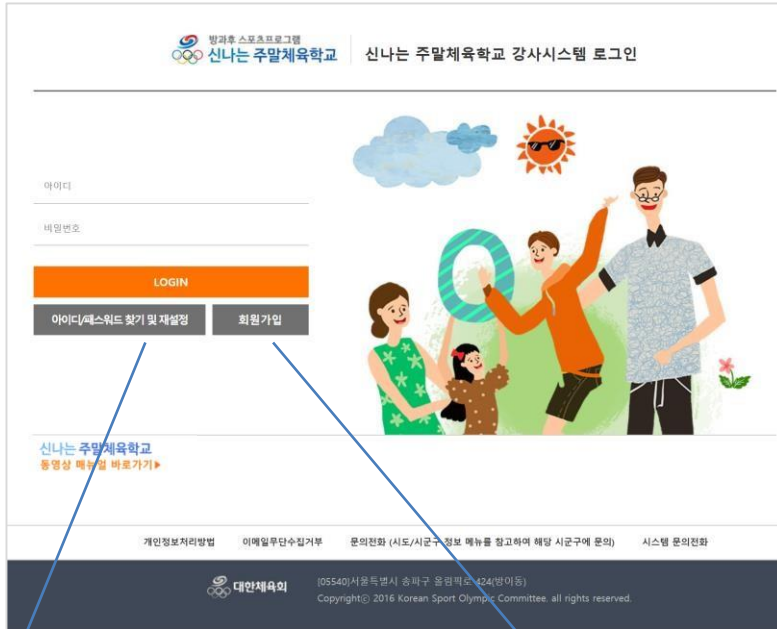 방과후 스포츠프로그램
신나는 주말체육학교
신나는 주말체육학교 강사시스템 로그인
아이디
비밀번호
LOGIN
아이디/패스워드 찾기 및 재설정
회원가입
신나는 주말체육학교
동영상 매뉴얼 바로가기▶
개인정보처리방법 이메일무단수집거부 문의전화 (시도/시군구 정보 메뉴를 참고하여 해당 시군구에 문의) 시스템 문의전화
대한체육회
[05540]서울특별시 송파구 올림픽로 424(방이동)
Copyrightⓒ 2016 Korean Sport Olympic Committee. all rights reserved.